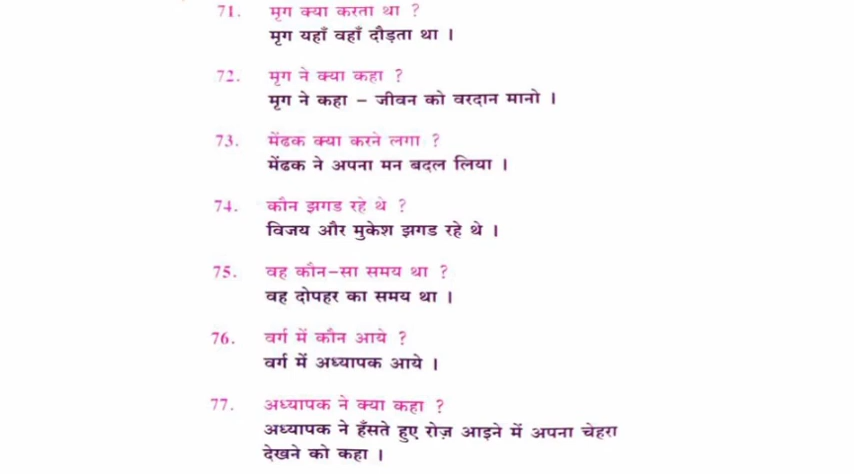 71. मृग क्या करता था ?
मृग यहाँ वहाँ दौड़ता था ।
72. मृग ने क्या कहा ?
मृग ने कहा – जीवन को वरदान मानो ।
73. मेंढक क्या करने लगा ?
मेंढक ने अपना मन बदल लिया ।
74. कौन झगड रहे थे ?
विजय और मुकेश झगड रहे थे ।
75. वह कौन–सा समय था ?
वह दोपहर का समय था ।
76. वर्ग में कौन आये ?
वर्ग में अध्यापक आये ।
77. अध्यापक ने क्या कहा ?
अध्यापक ने हँसते हुए रोज़ आइने में अपना चेहरा
देखने को कहा ।